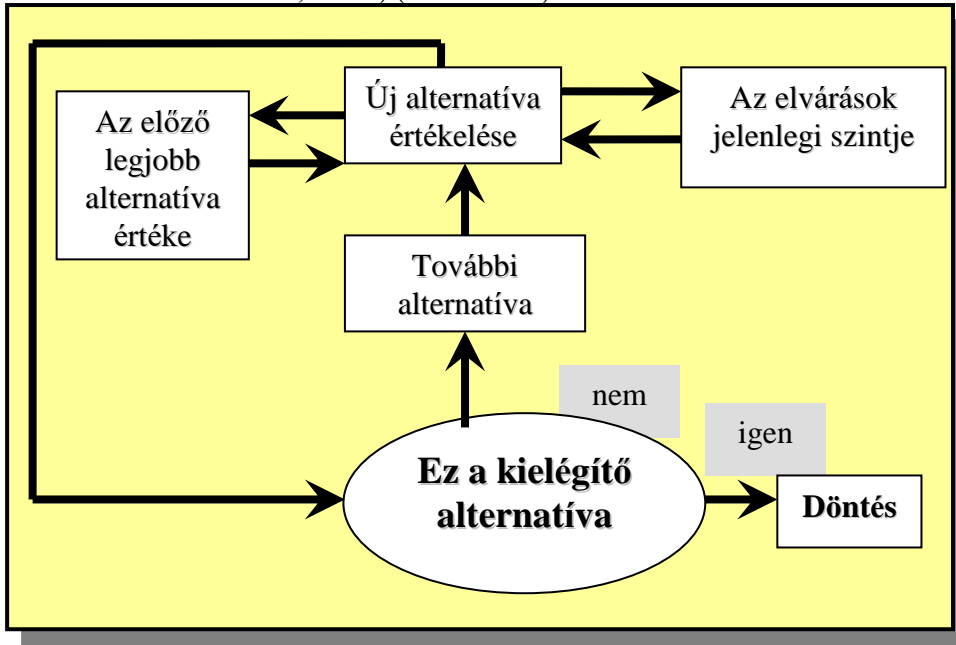 Új alternatíva
értékelése
Az elvárások
jelenlegi szintje
Az előző
legjobb
alternatíva
értéke
További
alternatíva
nem
igen
Ez a kielégítő
alternatíva
Döntés